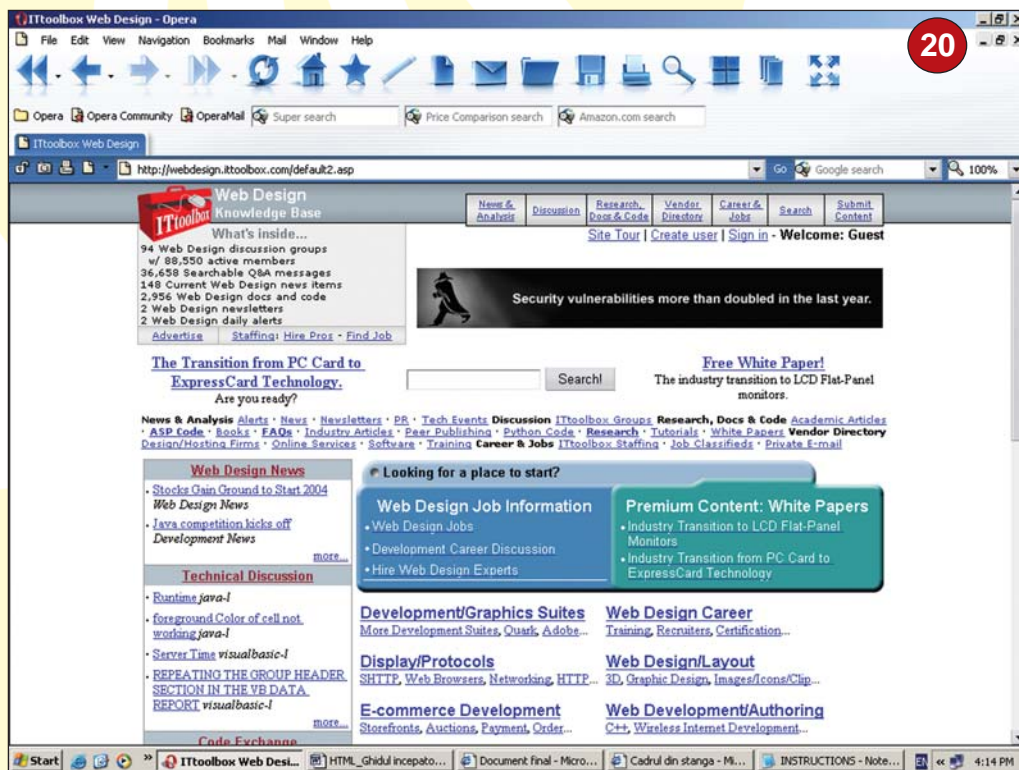 ITtoolbox Web Design - Opera
20
File Edit View Navigation Bookmarks Mail Window Help
Opera Opera Community OperaMail Super search Price Comparison search Amazon.com search
ITtoolbox Web Design
http://webdesign.ittoolbox.com/default2.asp Go Google search 100%
ITtoolbox
Web Design
Knowledge Base
News & Analysis Discussion Research, Docs & Code Vendor Directory Career & Jobs Search Submit Content
Site Tour | Create user | Sign in - Welcome: Guest
What's inside...
94 Web Design discussion groups
w/ 88,550 active members
36,658 Searchable Q&A messages
148 Current Web Design news items
2,956 Web Design docs and code
2 Web Design newsletters
2 Web Design daily alerts
Advertise Staffing: Hire Pros - Find Job
Security vulnerabilities more than doubled in the last year.
The Transition from PC Card to
ExpressCard Technology.
Are you ready?
Search!
Free White Paper!
The industry transition to LCD Flat-Panel
monitors.
News & Analysis Alerts · News · Newsletters · PR · Tech Events Discussion ITtoolbox Groups Research, Docs & Code Academic Articles
· ASP Code · Books · FAQs · Industry Articles · Peer Publishing · Python Code · Research · Tutorials · White Papers Vendor Directory
Design/Hosting Firms · Online Services · Software · Training Career & Jobs ITtoolbox Staffing · Job Classifieds · Private E-mail
Web Design News
· Stocks Gain Ground to Start 2004
Web Design News
· Java competition kicks off
Development News
more...
Technical Discussion
· Runtime java-l
· foreground Color of cell not
working java-l
· Server Time visualbasic-l
· REPEATING THE GROUP HEADER
SECTION IN THE VB DATA
REPORT visualbasic-l
more...
Code Exchange
Looking for a place to start?
Web Design Job Information
• Web Design Jobs
• Development Career Discussion
• Hire Web Design Experts
Premium Content: White Papers
• Industry Transition to LCD Flat-Panel
Monitors
• Industry Transition from PC Card to
ExpressCard Technology
Development/Graphics Suites
More Development Suites, Quark, Adobe...
Web Design Career
Training, Recruiters, Certification...
Display/Protocols
SHTTP, Web Browsers, Networking, HTTP...
Web Design/Layout
3D, Graphic Design, Images/Icons/Clip...
E-commerce Development
Storefronts, Auctions, Payment, Order...
Web Development/Authoring
C++, Wireless Internet Development...
Start » ITtoolbox Web Desi... HTML_Ghidul incepato... Document final - Micro... Cadrul din stanga - Mi... INSTRUCTIONS - Note... EN « 4:14 PM